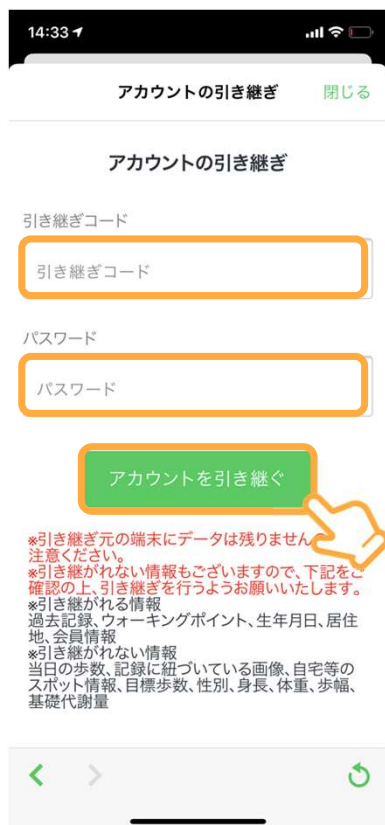 14:33
アカウントの引き継ぎ 閉じる
アカウントの引き継ぎ
引き継ぎコード
引き継ぎコード
パスワード
パスワード
アカウントを引き継ぐ
※引き継ぎ元の端末にデータは残りません
注意ください。
※引き継がれない情報もございますので、下記をご
確認の上、引き継ぎを行うようお願いいたします。
※引き継がれる情報
過去記録、ウォーキングポイント、生年月日、居住
地、会員情報
※引き継がれない情報
当日の歩数、記録に紐づいている画像、自宅等の
スポット情報、目標歩数、性別、身長、体重、歩幅、
基礎代謝量